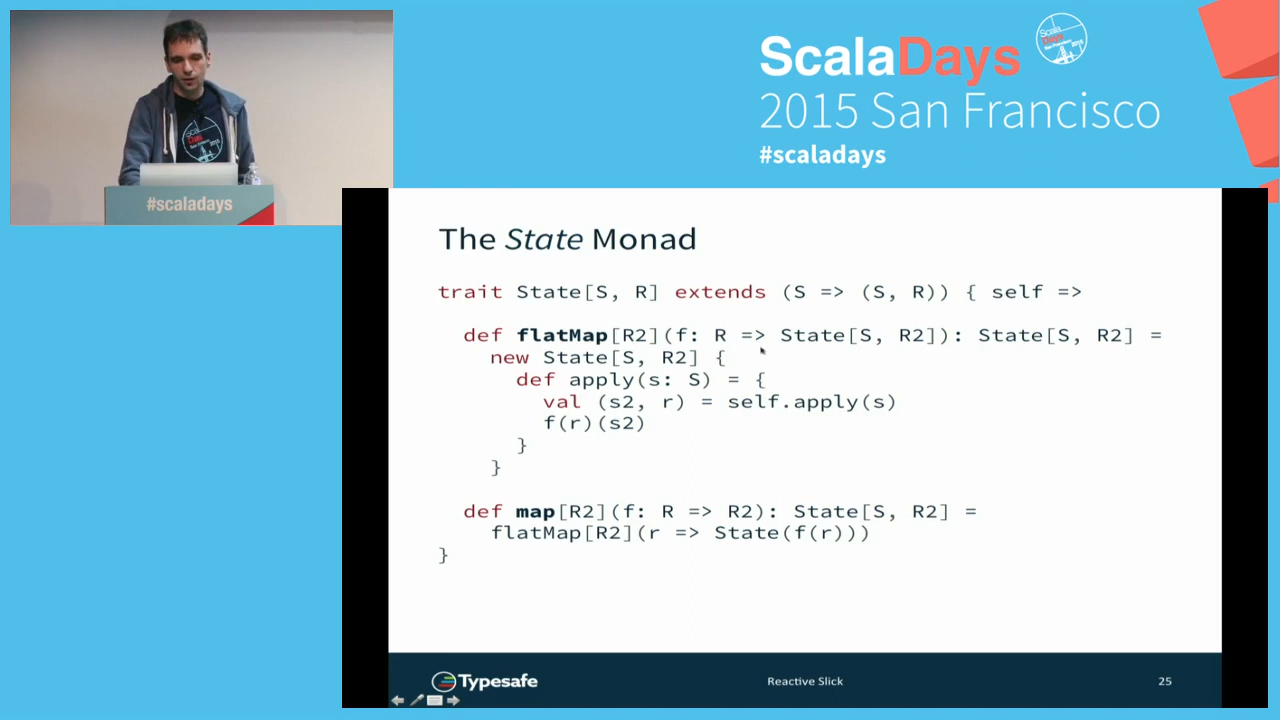 ScalaDays
2015 San Francisco
#scaladays
#scaladays
The State Monad
trait State[S, R] extends (S => (S, R)) { self =>
def flatMap[R2](f: R => State[S, R2]): State[S, R2] =
new State[S, R2] {
def apply(s: S) = {
val (s2, r) = self.apply(s)
f(r)(s2)
}
}
def map[R2](f: R => R2): State[S, R2] =
flatMap[R2](r => State(f(r)))
}
Typesafe
Reactive Slick
25